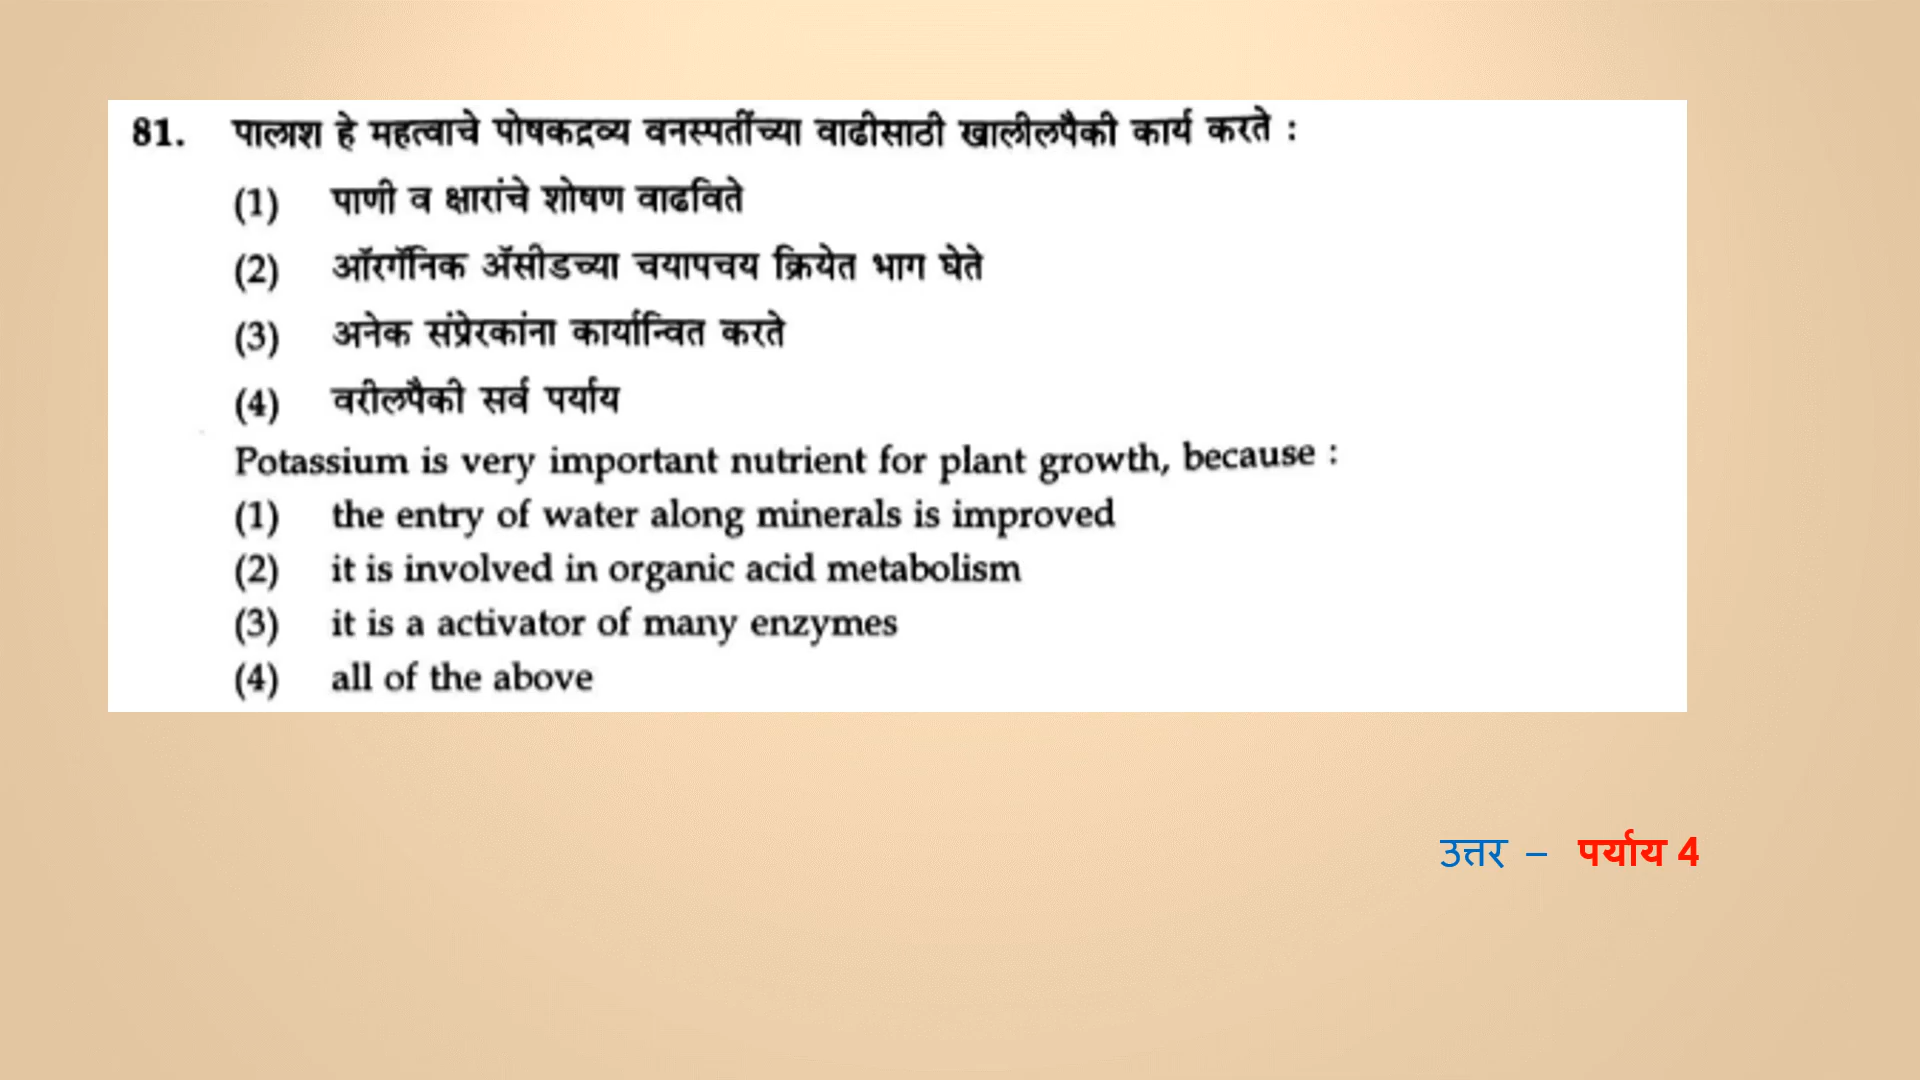 81. पालाश हे महत्वाचे पोषकद्रव्य वनस्पतींच्या वाढीसाठी खालीलपैकी कार्य करते :
(1) पाणी व क्षारांचे शोषण वाढविते
(2) ऑरगॅनिक ॲसीडच्या चयापचय क्रियेत भाग घेते
(3) अनेक संप्रेरकांना कार्यान्वित करते
(4) वरीलपैकी सर्व पर्याय
Potassium is very important nutrient for plant growth, because :
(1) the entry of water along minerals is improved
(2) it is involved in organic acid metabolism
(3) it is a activator of many enzymes
(4) all of the above
उत्तर – पर्याय 4